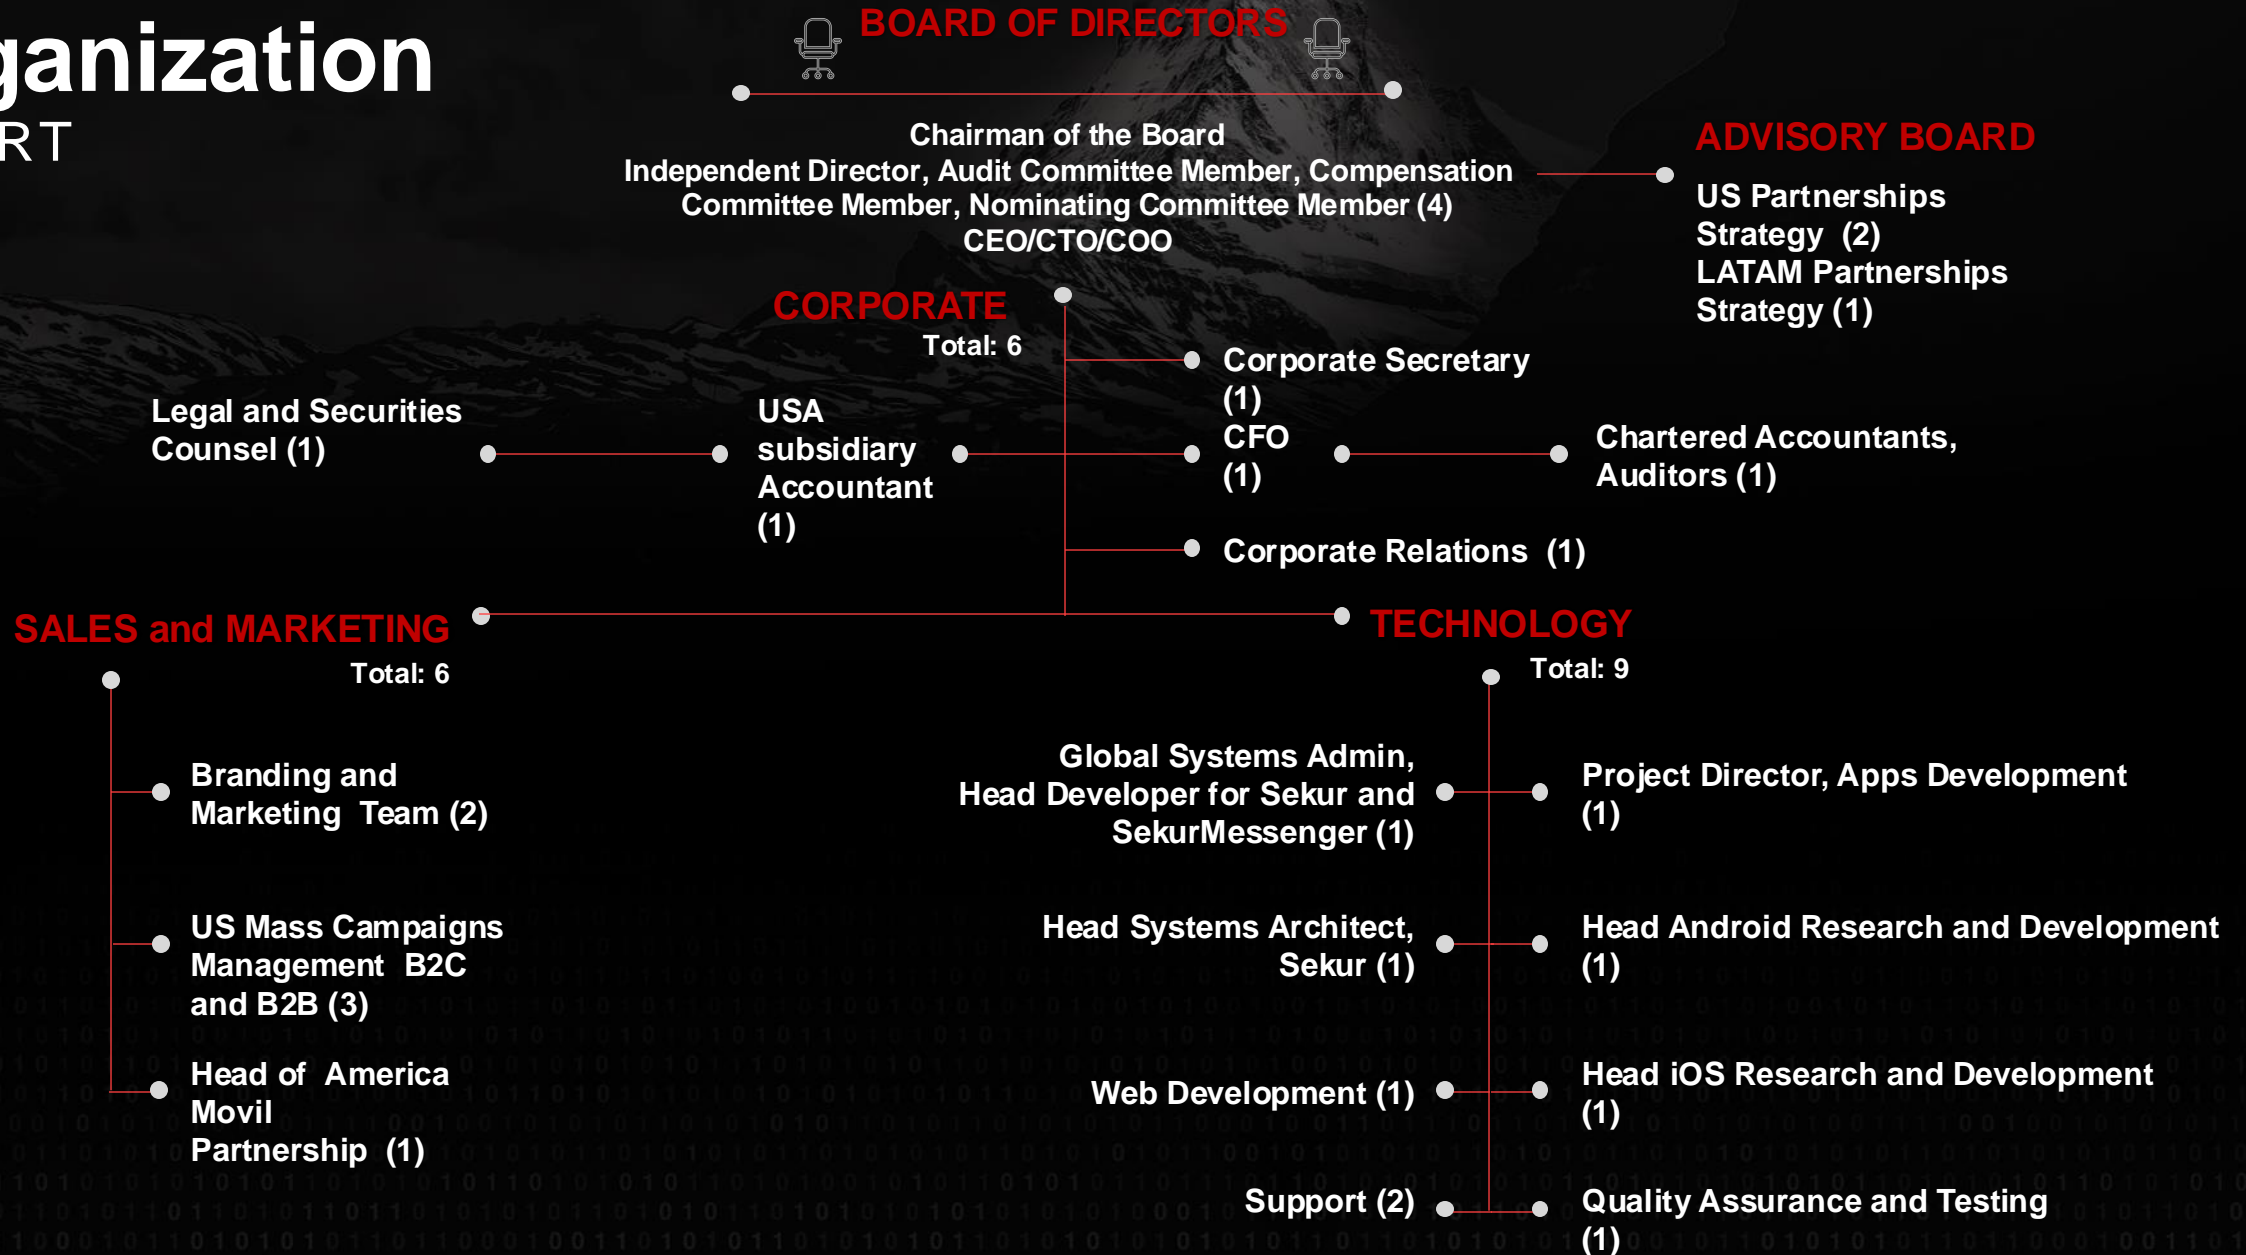 ganization
RT
BOARD OF DIRECTORS
Chairman of the Board
Independent Director, Audit Committee Member, Compensation
Committee Member, Nominating Committee Member (4)
CEO/CTO/COO
ADVISORY BOARD
US Partnerships
Strategy (2)
LATAM Partnerships
Strategy (1)
CORPORATE
Total: 6
Corporate Secretary
(1)
Legal and Securities
Counsel (1)
USA
subsidiary
Accountant
(1)
CFO
(1)
Chartered Accountants,
Auditors (1)
Corporate Relations (1)
SALES and MARKETING
Total: 6
Branding and
Marketing Team (2)
US Mass Campaigns
Management B2C
and B2B (3)
Head of America
Movil
Partnership (1)
TECHNOLOGY
Total: 9
Global Systems Admin,
Head Developer for Sekur and
SekurMessenger (1)
Project Director, Apps Development
(1)
Head Systems Architect,
Sekur (1)
Head Android Research and Development
(1)
Web Development (1)
Head iOS Research and Development
(1)
Support (2)
Quality Assurance and Testing
(1)